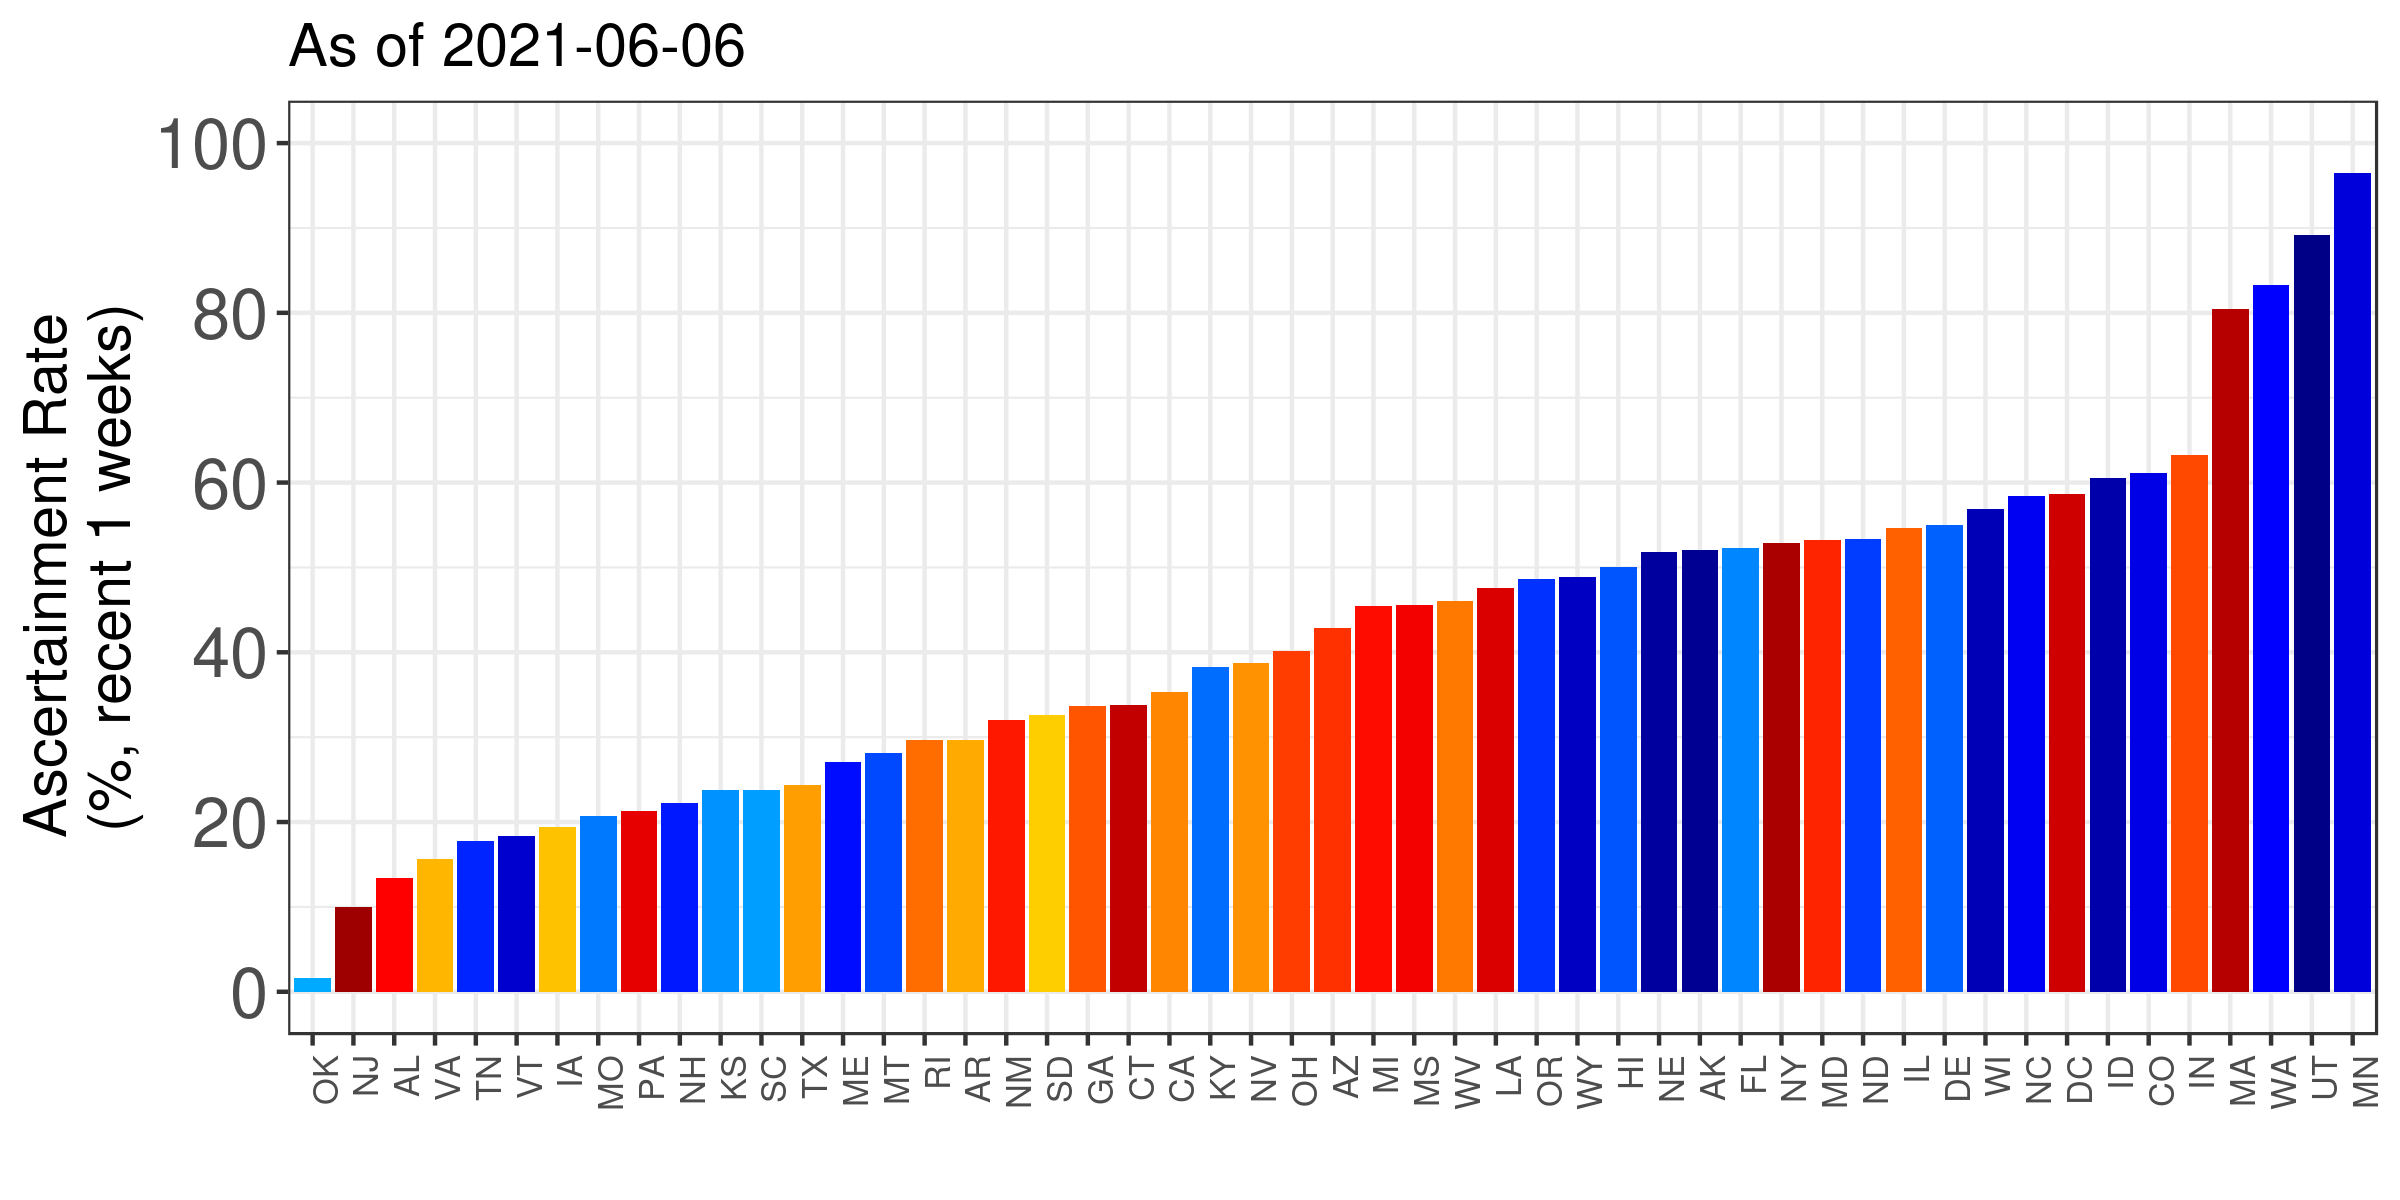 As of 2021-06-06
Ascertainment Rate
(%, recent 1 weeks)
100
80
60
40
20
0
OK NJ AL VA TN VT IA MO PA NH KS SC TX ME MT RI AR NM SD GA CT CA KY NV OH AZ MI MS WV LA OR WY HI NE AK FL NY MD ND IL DE WI NC DC ID CO IN MA WA UT MN